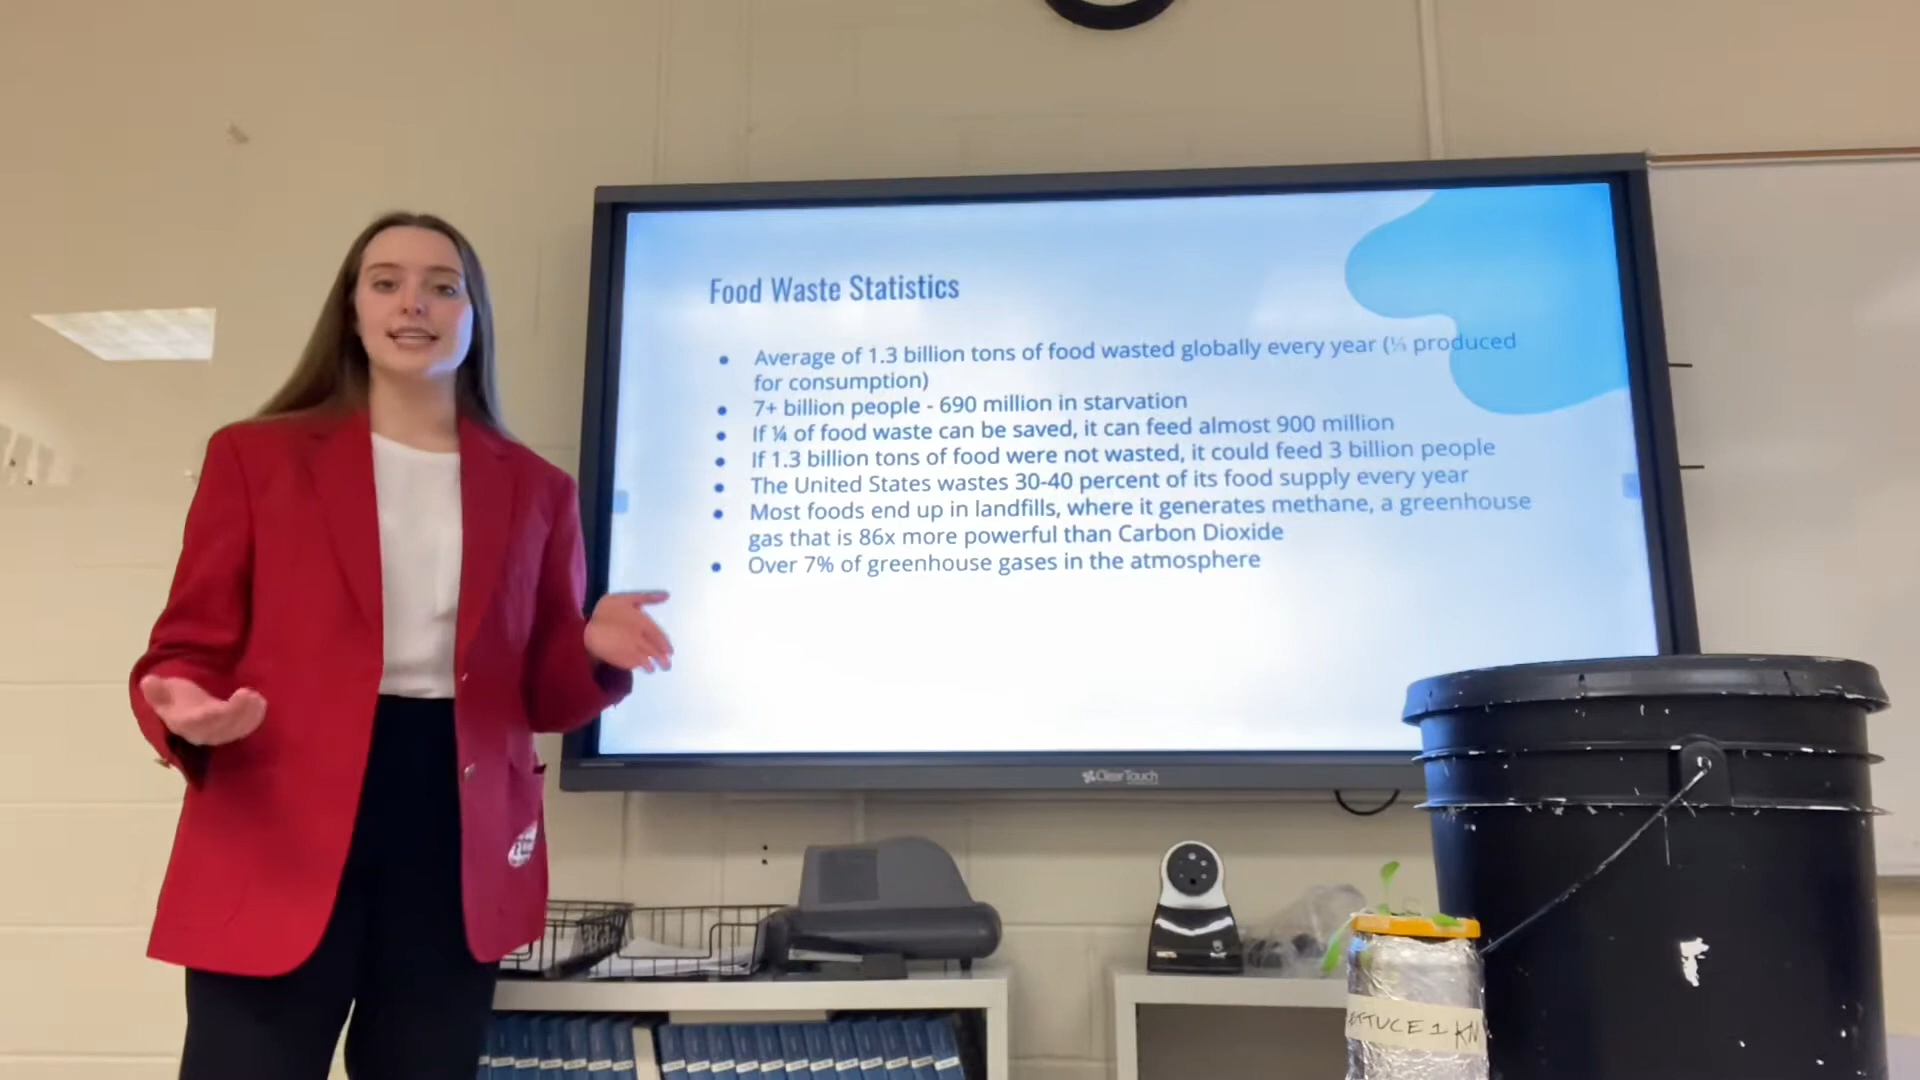 Food Waste Statistics
• Average of 1.3 billion tons of food wasted globally every year (⅓ produced
for consumption)
• 7+ billion people - 690 million in starvation
• If ¼ of food waste can be saved, it can feed almost 900 million
• If 1.3 billion tons of food were not wasted, it could feed 3 billion people
• The United States wastes 30-40 percent of its food supply every year
• Most foods end up in landfills, where it generates methane, a greenhouse
gas that is 86x more powerful than Carbon Dioxide
• Over 7% of greenhouse gases in the atmosphere
ClearTouch
ETTUCE 1 KN